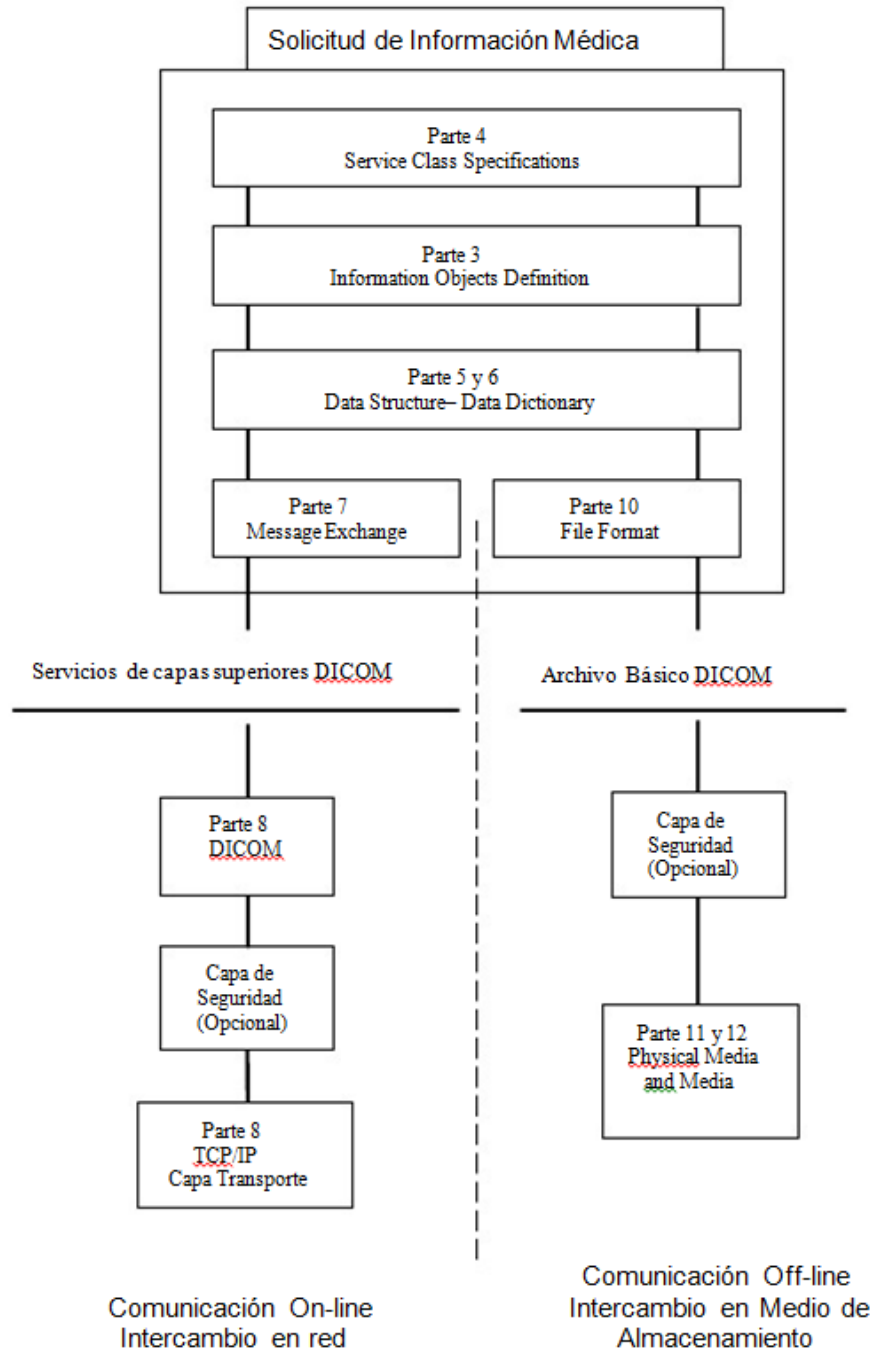 Solicitud de Información Médica
Parte 4
Service Class Specifications
Parte 3
Information Objects Definition
Parte 5 y 6
Data Structure– Data Dictionary
Parte 7
Message Exchange
Parte 10
File Format
Servicios de capas superiores DICOM
Archivo Básico DICOM
Parte 8
DICOM
Capa de
Seguridad
(Opcional)
Parte 8
TCP/IP
Capa Transporte
Capa de
Seguridad
(Opcional)
Parte 11 y 12
Physical Media
and Media
Comunicación On-line
Intercambio en red
Comunicación Off-line
Intercambio en Medio de
Almacenamiento